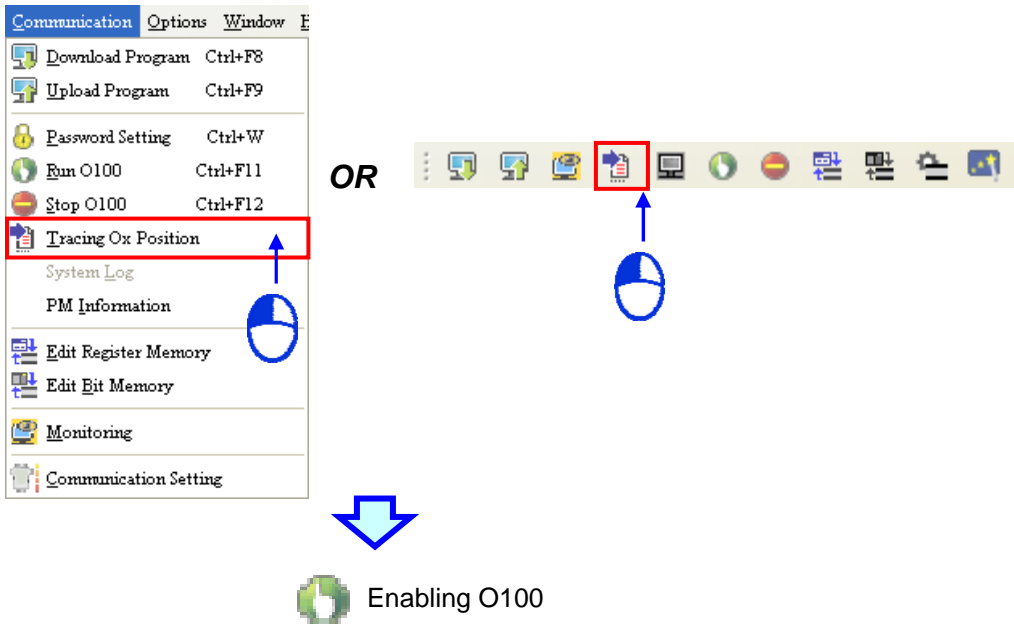 Communication Options Window
Download Program Ctrl+F8
Upload Program Ctrl+F9
Password Setting Ctrl+W
Run O100 Ctrl+F11
Stop O100 Ctrl+F12
Tracing Ox Position
System Log
PM Information
Edit Register Memory
Edit Bit Memory
Monitoring
Communication Setting
OR
Enabling O100